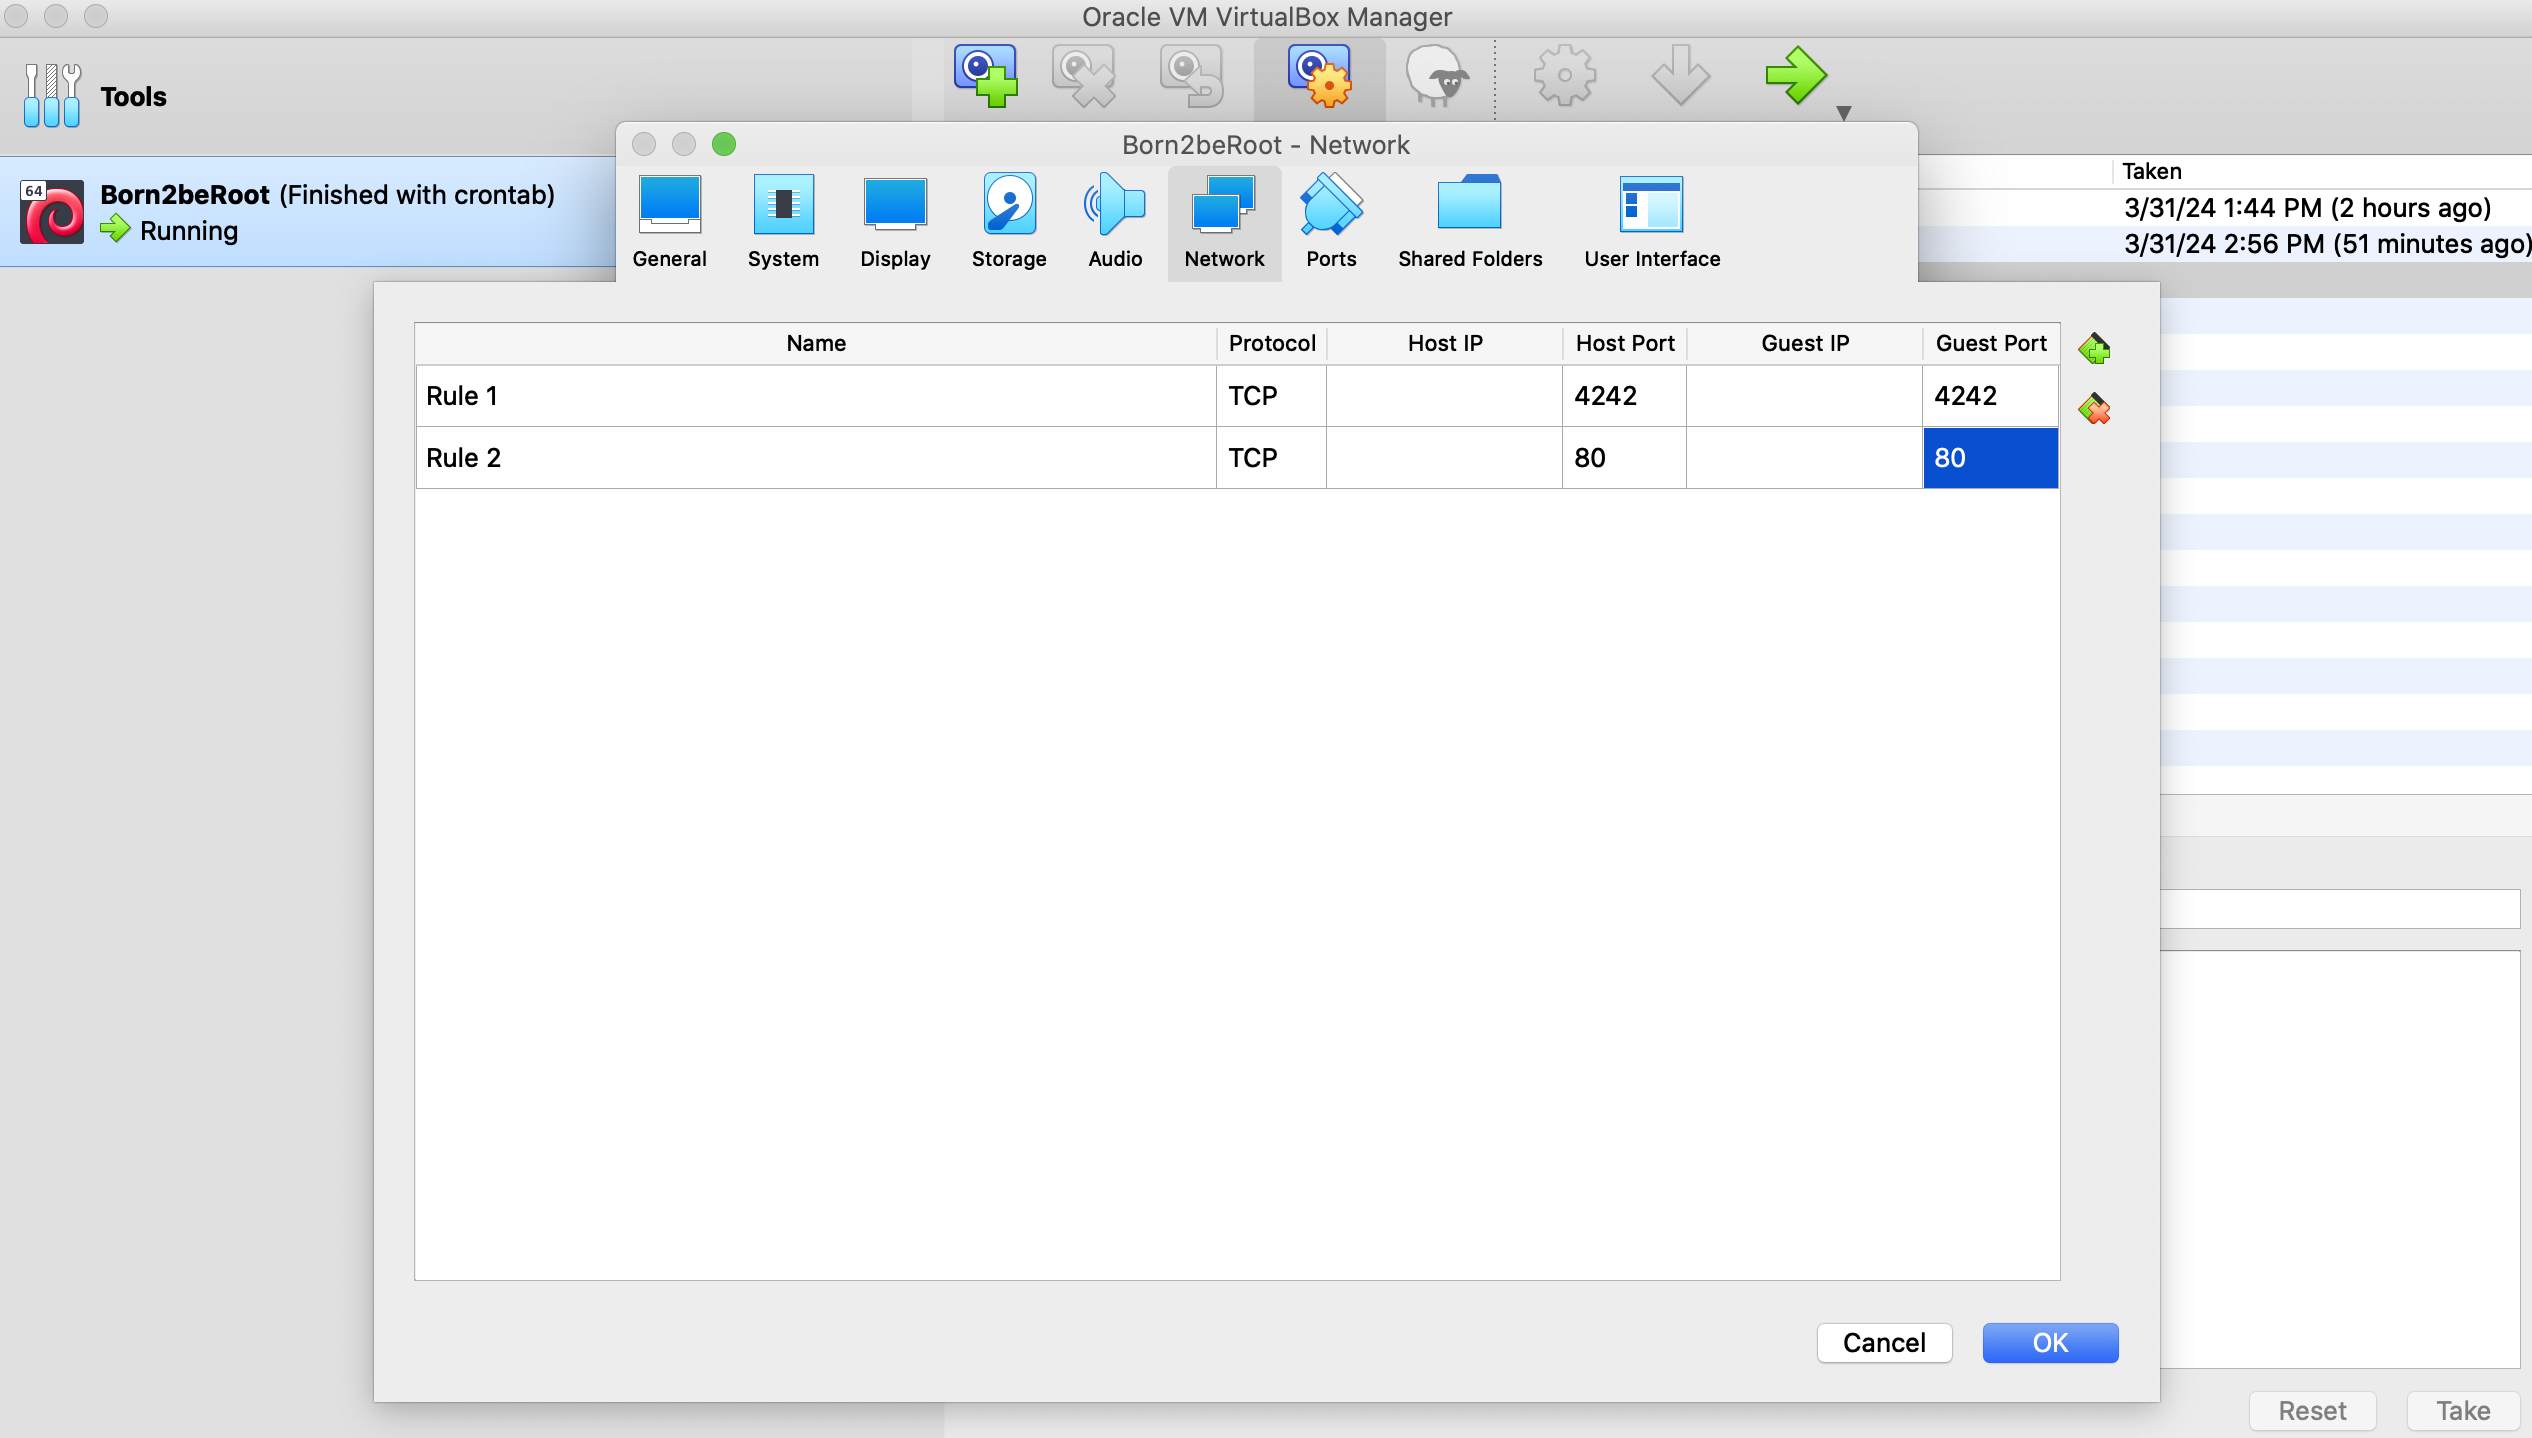 Oracle VM VirtualBox Manager
Tools
64
Born2beRoot (Finished with crontab)
Running
Taken
3/31/24 1:44 PM (2 hours ago)
3/31/24 2:56 PM (51 minutes ago)
Born2beRoot - Network
General System Display Storage Audio Network Ports Shared Folders User Interface
Name Protocol Host IP Host Port Guest IP Guest Port
Rule 1 TCP 4242 4242
Rule 2 TCP 80 80
Cancel OK
Reset Take